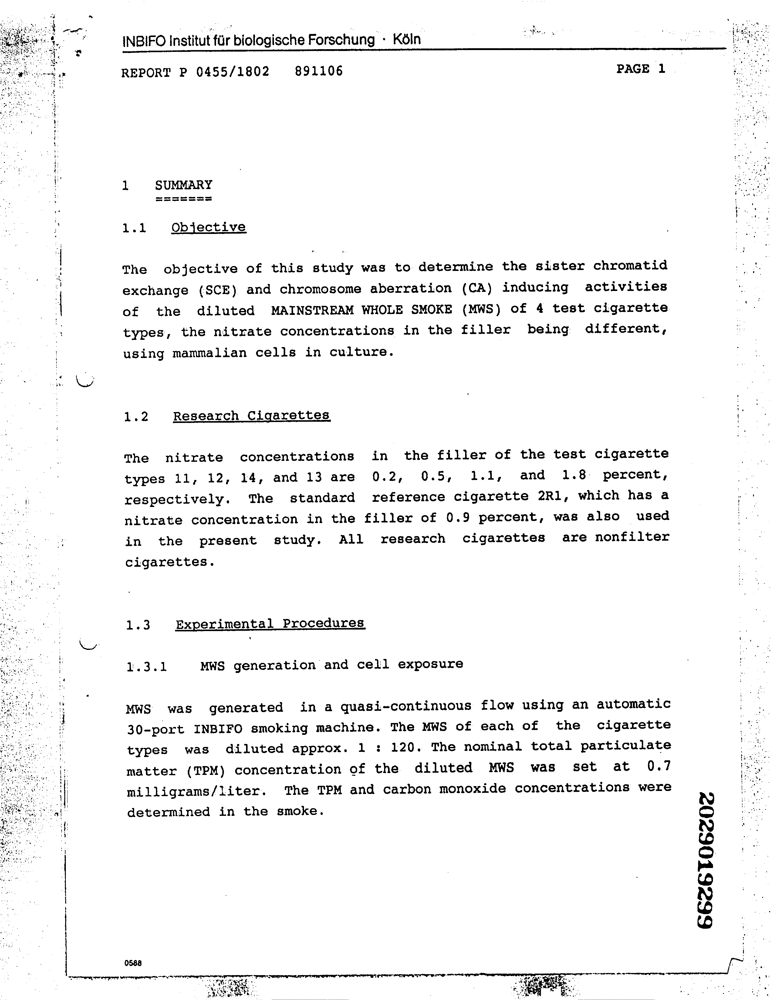 INBIFO Institut für biologische Forschung · Köln
REPORT P 0455/1802 891106 PAGE 1
1 SUMMARY
=======
1.1 Objective
The objective of this study was to determine the sister chromatid
exchange (SCE) and chromosome aberration (CA) inducing activities
of the diluted MAINSTREAM WHOLE SMOKE (MWS) of 4 test cigarette
types, the nitrate concentrations in the filler being different,
using mammalian cells in culture.
1.2 Research Cigarettes
The nitrate concentrations in the filler of the test cigarette
types 11, 12, 14, and 13 are 0.2, 0.5, 1.1, and 1.8 percent,
respectively. The standard reference cigarette 2R1, which has a
nitrate concentration in the filler of 0.9 percent, was also used
in the present study. All research cigarettes are nonfilter
cigarettes.
1.3 Experimental Procedures
1.3.1 MWS generation and cell exposure
MWS was generated in a quasi-continuous flow using an automatic
30-port INBIFO smoking machine. The MWS of each of the cigarette
types was diluted approx. 1 : 120. The nominal total particulate
matter (TPM) concentration of the diluted MWS was set at 0.7
milligrams/liter. The TPM and carbon monoxide concentrations were
determined in the smoke.
2029019299
0588